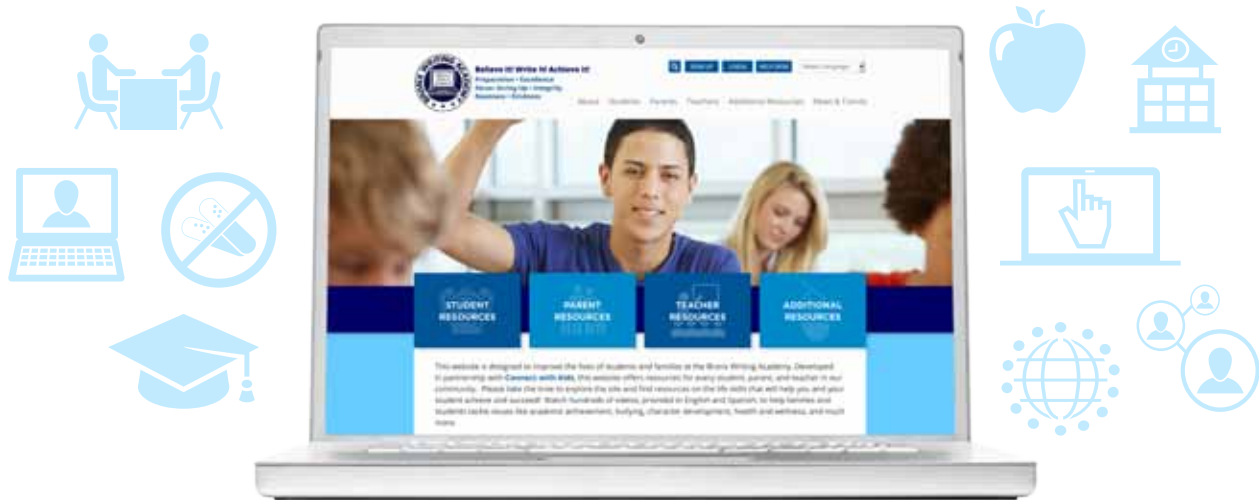 BRONX WRITING ACADEMY
Believe It! Write It! Achieve It!
Preparation • Excellence
Never Giving Up • Integrity
Readiness • Kindness
SIGN UP
LOGIN
Select Language
About Students Parents Teachers Additional Resources News & Trends
STUDENT
RESOURCES
PARENT
RESOURCES
TEACHER
RESOURCES
ADDITIONAL
RESOURCES
This website is designed to improve the lives of students and families at the Bronx Writing Academy. Developed
in partnership with Connect with Kids, this website offers resources for every student, parent, and teacher in our
community. Please take the time to explore the site and find resources on the life skills that will help you and your
student achieve and succeed! Watch hundreds of videos, provided in English and Spanish, to help families and
students tackle issues like academic achievement, bullying, character development, health and wellness, and much
more.